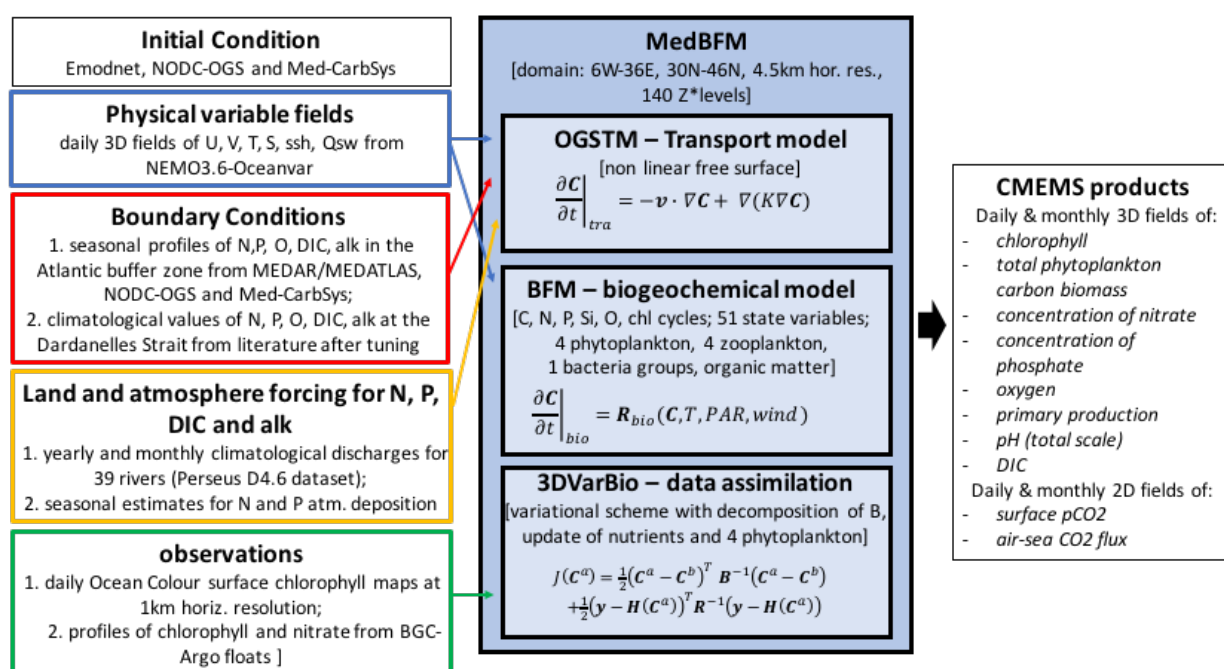 Initial Condition
Emodnet, NODC-OGS and Med-CarbSys
Physical variable fields
daily 3D fields of U, V, T, S, ssh, Qsw from
NEMO3.6-Oceanvar
Boundary Conditions
1. seasonal profiles of N,P, O, DIC, alk in the
Atlantic buffer zone from MEDAR/MEDATLAS,
NODC-OGS and Med-CarbSys;
2. climatological values of N, P, O, DIC, alk at the
Dardanelles Strait from literature after tuning
Land and atmosphere forcing for N, P,
DIC and alk
1. yearly and monthly climatological discharges for
39 rivers (Perseus D4.6 dataset);
2. seasonal estimates for N and P atm. deposition
observations
1. daily Ocean Colour surface chlorophyll maps at
1km horiz. resolution;
2. profiles of chlorophyll and nitrate from BGC-
Argo floats ]
MedBFM
[domain: 6W-36E, 30N-46N, 4.5km hor. res.,
140 Z*levels]
OGSTM – Transport model
[non linear free surface]
∂C/∂t|tra = −v · ∇C + ∇(K∇C)
BFM – biogeochemical model
[C, N, P, Si, O, chl cycles; 51 state variables;
4 phytoplankton, 4 zooplankton,
1 bacteria groups, organic matter]
∂C/∂t|bio = Rbio(C,T,PAR,wind)
3DVarBio – data assimilation
[variational scheme with decomposition of B,
update of nutrients and 4 phytoplankton]
J(Cᵃ) = ½(Cᵃ − Cᵇ)ᵀ B⁻¹(Cᵃ − Cᵇ)
+½(y − H(Cᵃ))ᵀR⁻¹(y − H(Cᵃ))
CMEMS products
Daily & monthly 3D fields of:
- chlorophyll
- total phytoplankton
carbon biomass
- concentration of nitrate
- concentration of
phosphate
- oxygen
- primary production
- pH (total scale)
- DIC
Daily & monthly 2D fields of:
- surface pCO2
- air-sea CO2 flux